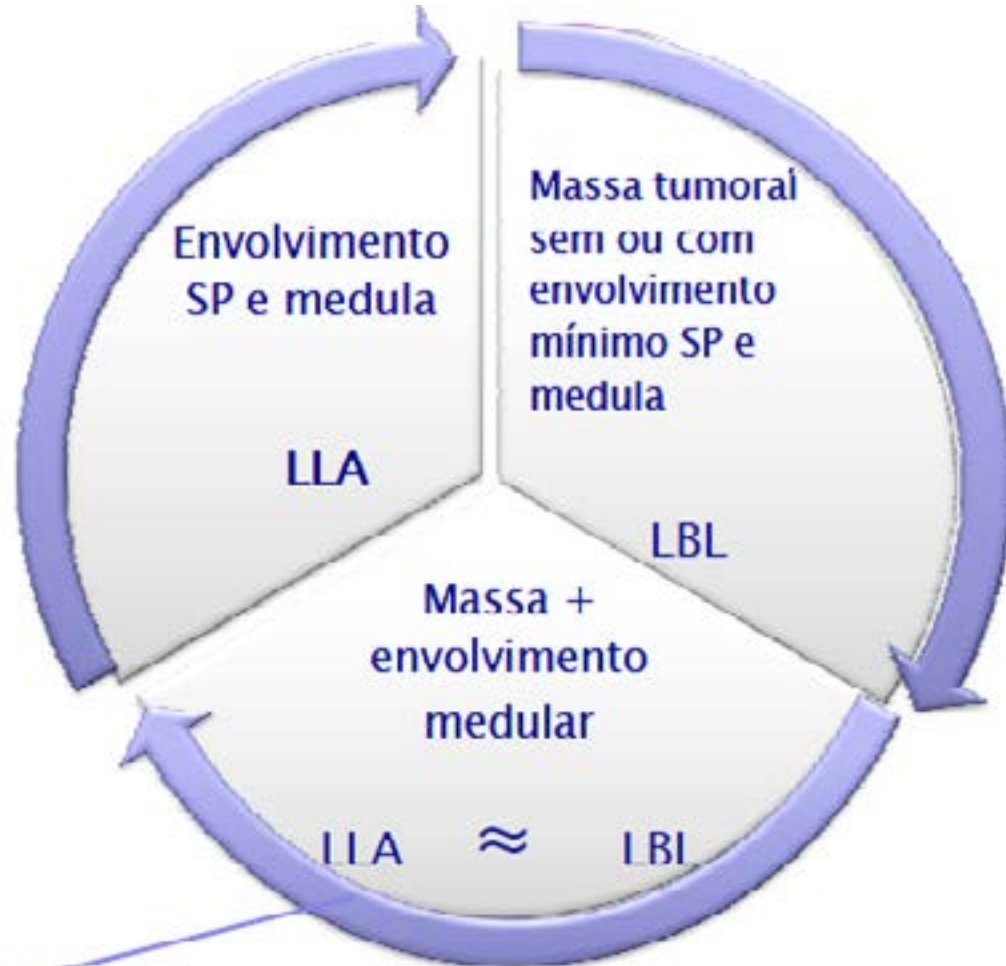 Envolvimento
SP e medula
LLA
Massa tumoral
sem ou com
envolvimento
mínimo SP e
medula
LBL
Massa +
envolvimento
medular
LLA ≈ LBL